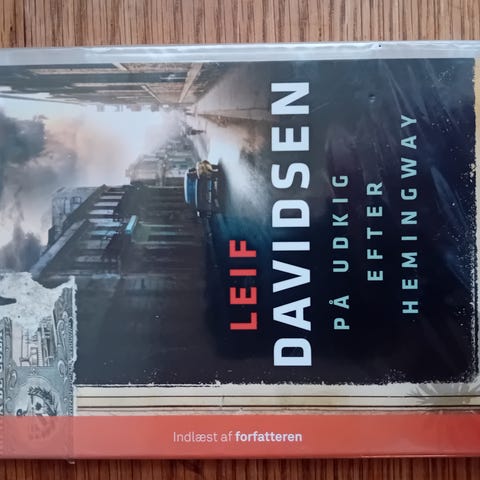 LEIF
DAVIDSEN
PÅ UDKIG
EFTER
HEMINGWAY
Indlæst af forfatteren